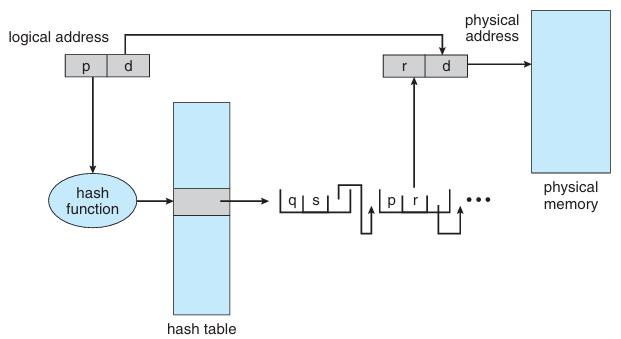 logical address
physical
address
p d
r d
hash
function
q s
p r
•••
physical
memory
hash table